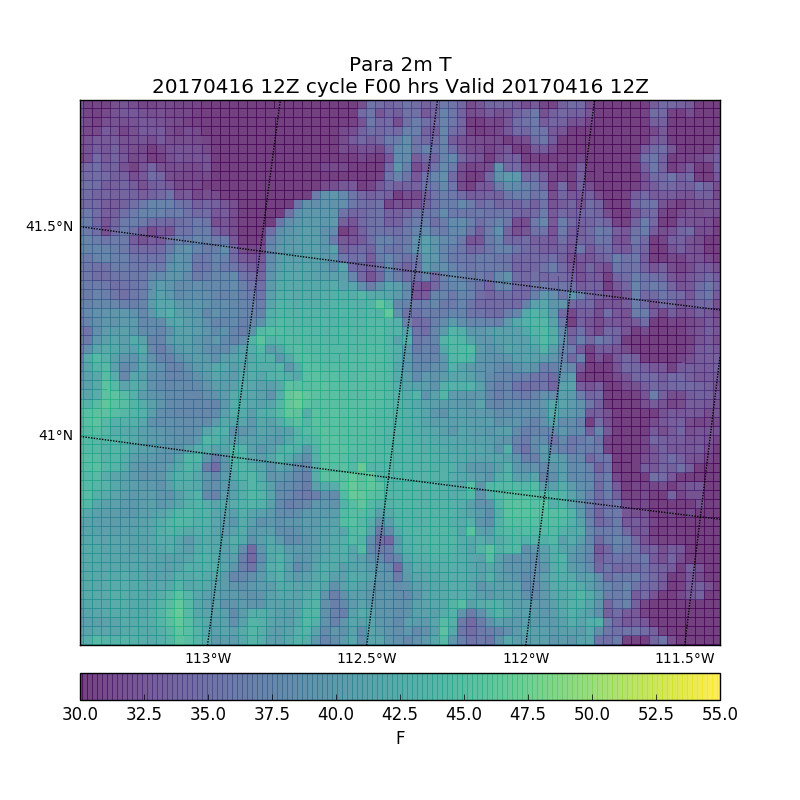 Para 2m T
20170416 12Z cycle F00 hrs Valid 20170416 12Z
41.5°N
41°N
113°W 112.5°W 112°W 111.5°W
30.0 32.5 35.0 37.5 40.0 42.5 45.0 47.5 50.0 52.5 55.0
F